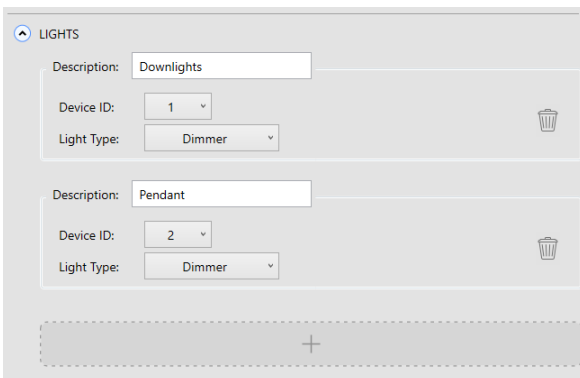 LIGHTS
Description: Downlights
Device ID: 1
Light Type: Dimmer
Description: Pendant
Device ID: 2
Light Type: Dimmer
+